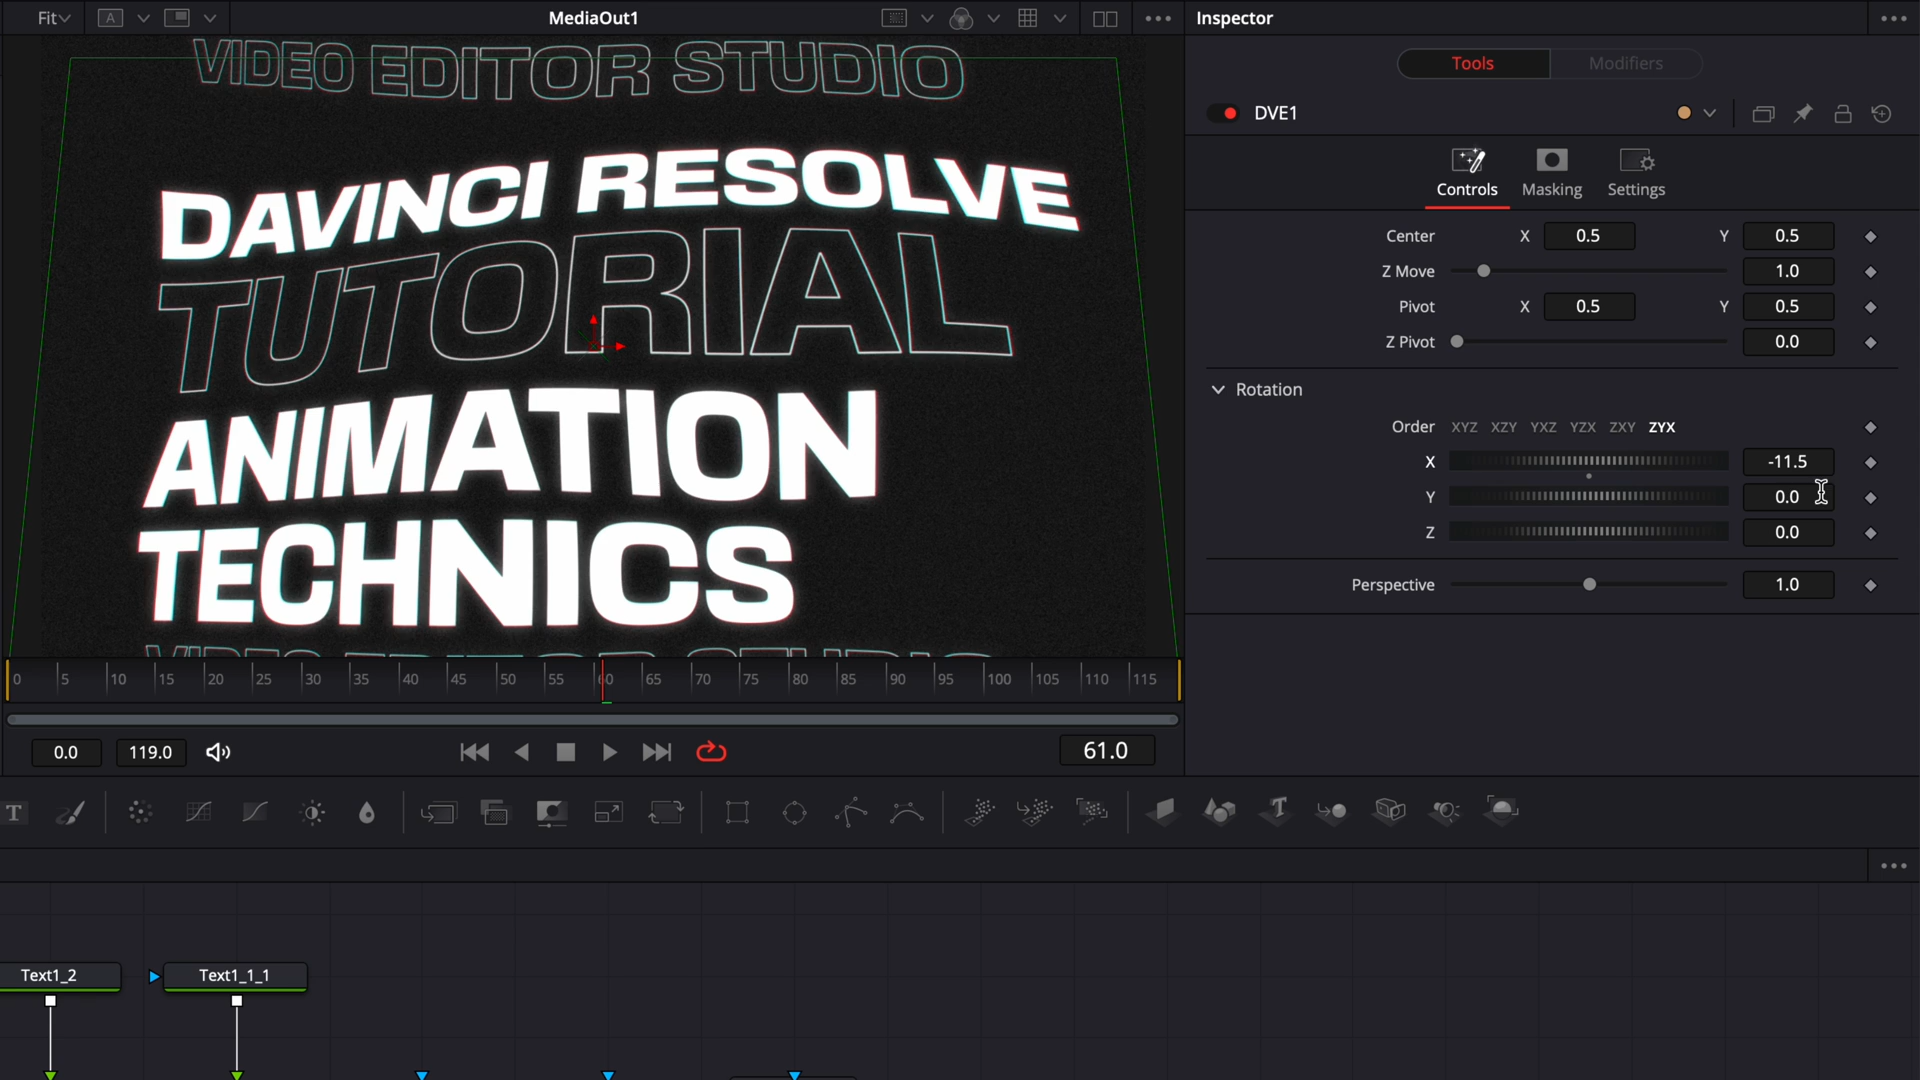 Fit
A
MediaOut1
Inspector
Tools
Modifiers
DVE1
Controls
Masking
Settings
Center X 0.5 Y 0.5
Z Move 1.0
Pivot X 0.5 Y 0.5
Z Pivot 0.0
Rotation
Order XYZ XZY YXZ YZX ZXY ZYX
X -11.5
Y 0.0
Z 0.0
Perspective 1.0
VIDEO EDITOR STUDIO
DAVINCI RESOLVE
TUTORIAL
ANIMATION
TECHNICS
VIDEO EDITOR STUDIO
0 5 10 15 20 25 30 35 40 45 50 55 60 65 70 75 80 85 90 95 100 105 110 115
0.0 119.0 61.0
T
T
Text1_2 Text1_1_1